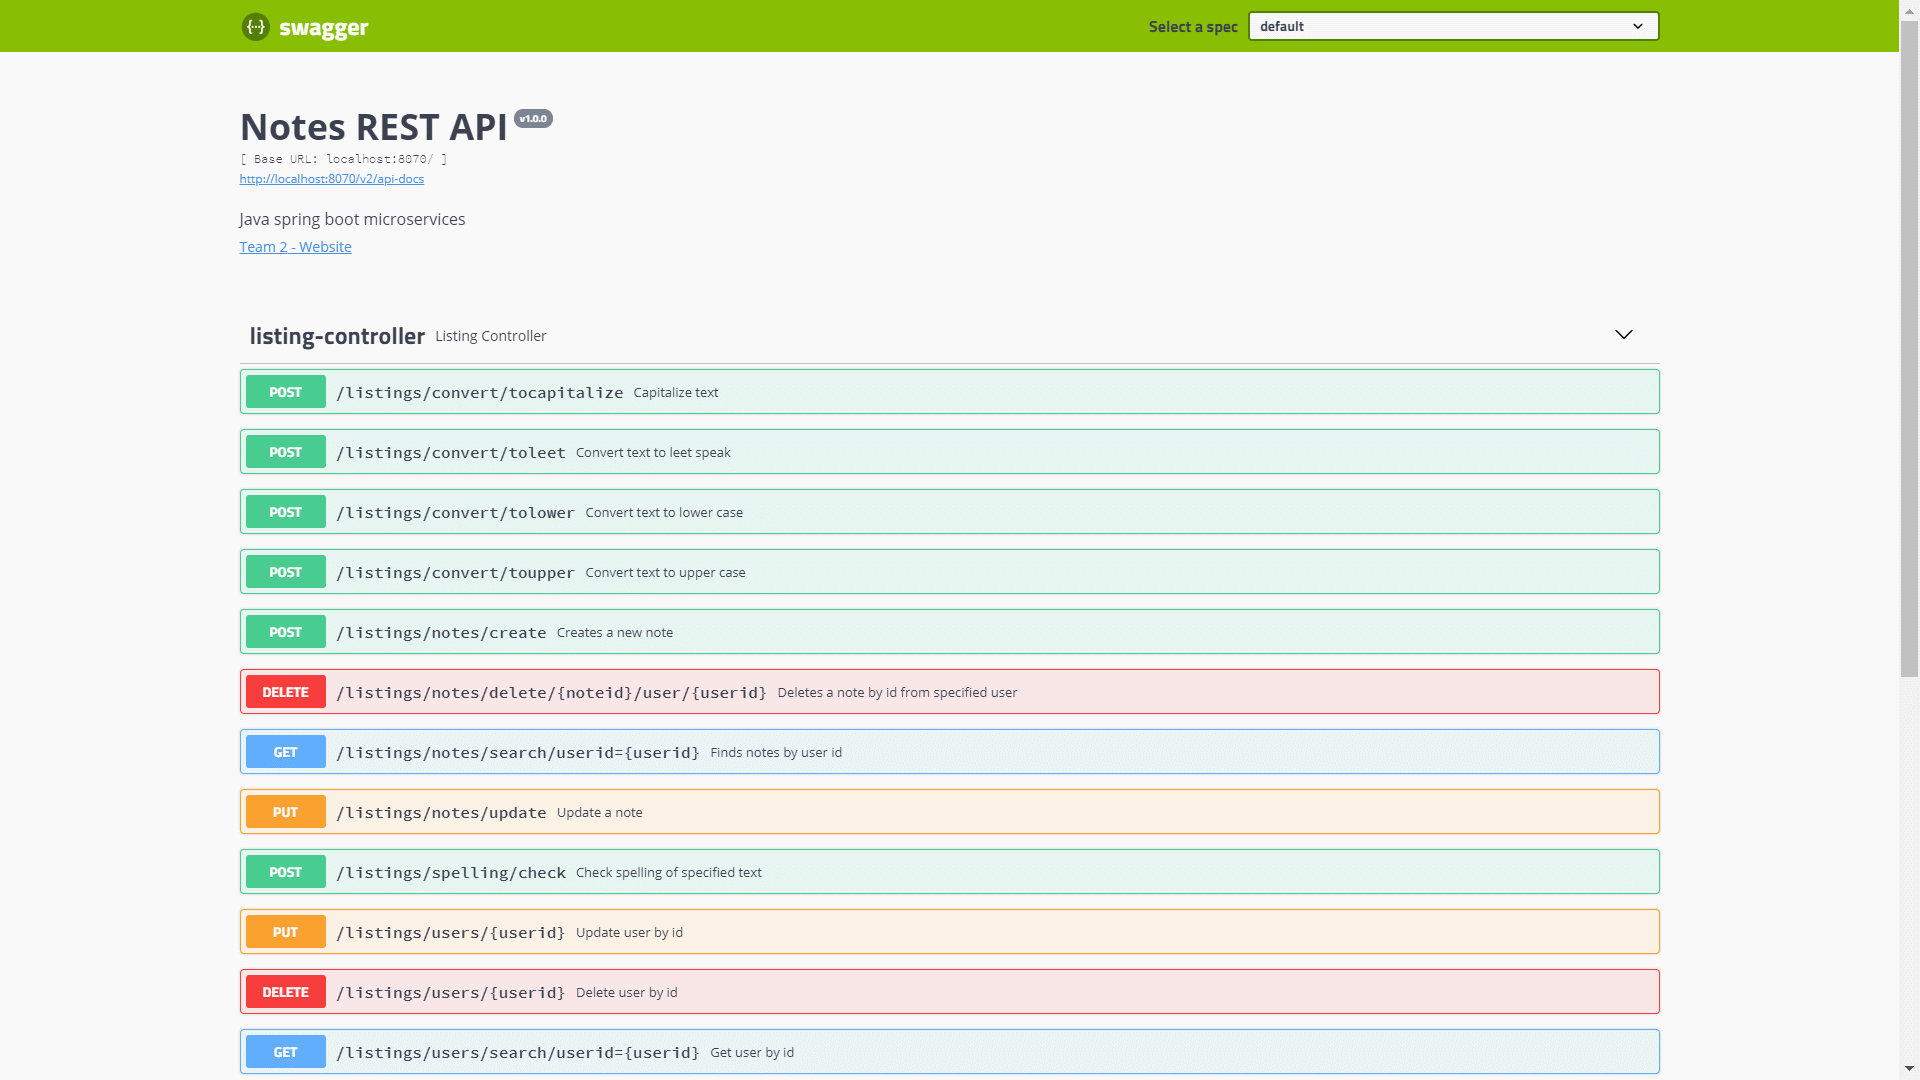 {··} swagger
Select a spec default
Notes REST API v1.0.0
[ Base URL: localhost:8070/ ]
http://localhost:8070/v2/api-docs
Java spring boot microservices
Team 2 - Website
listing-controller Listing Controller
POST /listings/convert/tocapitalize Capitalize text
POST /listings/convert/toleet Convert text to leet speak
POST /listings/convert/tolower Convert text to lower case
POST /listings/convert/toupper Convert text to upper case
POST /listings/notes/create Creates a new note
DELETE /listings/notes/delete/{noteid}/user/{userid} Deletes a note by id from specified user
GET /listings/notes/search/userid={userid} Finds notes by user id
PUT /listings/notes/update Update a note
POST /listings/spelling/check Check spelling of specified text
PUT /listings/users/{userid} Update user by id
DELETE /listings/users/{userid} Delete user by id
GET /listings/users/search/userid={userid} Get user by id